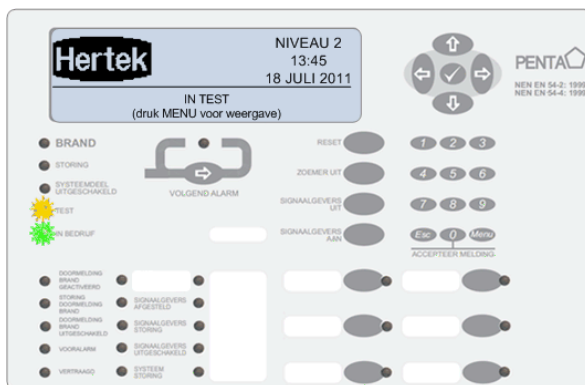 Hertek
NIVEAU 2
13:45
18 JULI 2011
IN TEST
(druk MENU voor weergave)
PENTA
NEN EN 54-2: 1999
NEN EN 54-4: 1999
BRAND
STORING
SYSTEEMDEEL
UITGESCHAKELD
TEST
IN BEDRIJF
VOLGEND ALARM
RESET
ZOEMER UIT
SIGNAALGEVERS
UIT
SIGNAALGEVERS
AAN
1 2 3
4 5 6
7 8 9
Esc 0 Menu
ACCEPTEER MELDING
DOORMELDING
BRAND
GEACTIVEERD
STORING
DOORMELDING
BRAND
DOORMELDING
BRAND
UITGESCHAKELD
VOORALARM
VERTRAAGD
SIGNAALGEVERS
AFGESTELD
SIGNAALGEVERS
STORING
SIGNAALGEVERS
UITGESCHAKELD
SYSTEEM
STORING